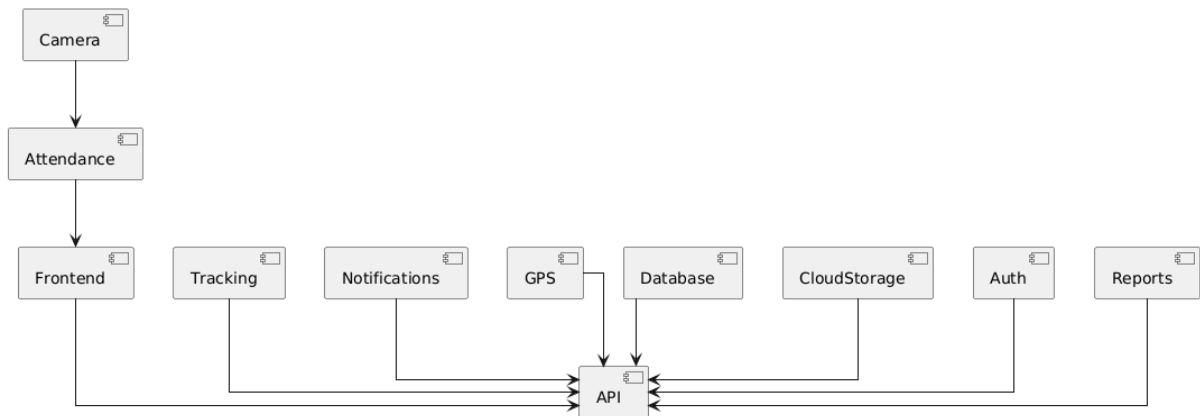 Camera
Attendance
Frontend
Tracking
Notifications
GPS
Database
CloudStorage
Auth
Reports
API